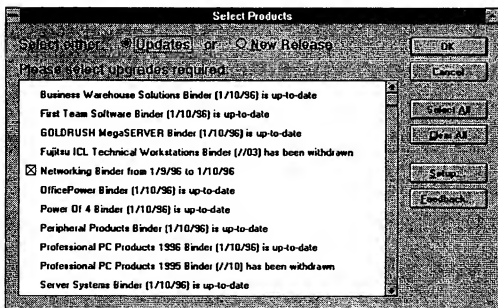 Select Products
Select either: Updates or New Release
Please select upgrades required:
Business Warehouse Solutions Binder (1/10/96) is up-to-date
First Team Software Binder (1/10/96) is up-to-date
GOLDRUSH MegaSERVER Binder (1/10/96) is up-to-date
Fujitsu ICL Technical Workstations Binder (//03) has been withdrawn
Networking Binder from 1/9/96 to 1/10/96
OfficePower Binder (1/10/96) is up-to-date
Power Of 4 Binder (1/10/96) is up-to-date
Peripheral Products Binder (1/10/96) is up-to-date
Professional PC Products 1996 Binder (1/10/96) is up-to-date
Professional PC Products 1995 Binder (//10) has been withdrawn
Server Systems Binder (1/10/96) is up-to-date
OK
Cancel
Select All
Clear All
Setup...
Feedback...